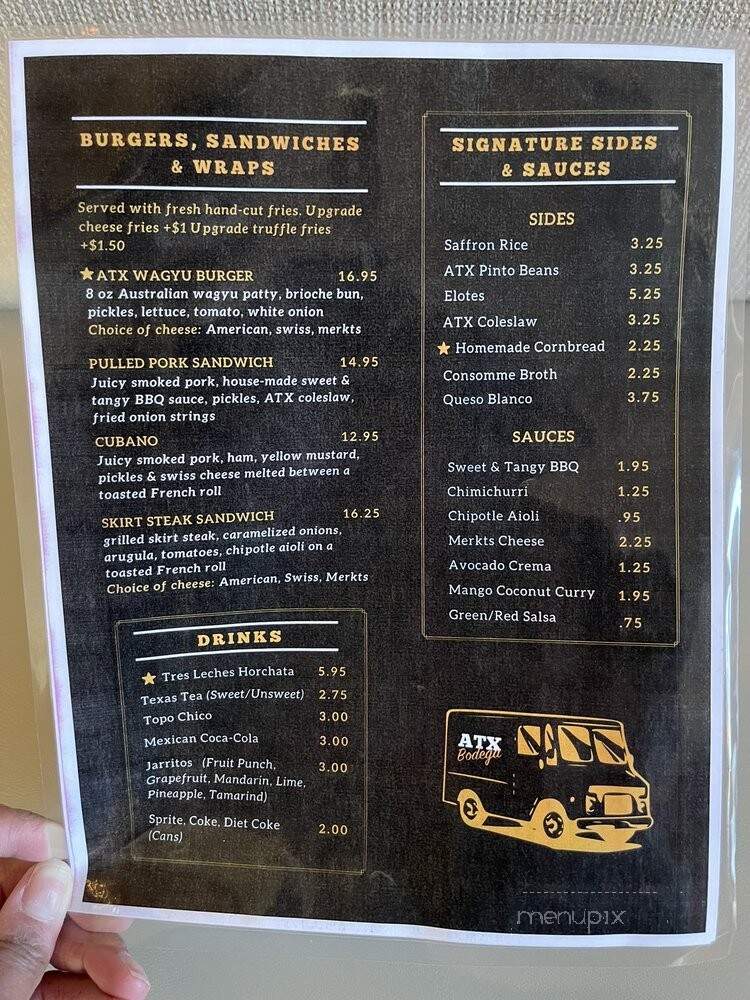 BURGERS, SANDWICHES
& WRAPS
Served with fresh hand-cut fries. Upgrade
cheese fries +$1 Upgrade truffle fries
+$1.50
ATX WAGYU BURGER 16.95
8 oz Australian wagyu patty, brioche bun,
pickles, lettuce, tomato, white onion
Choice of cheese: American, swiss, merkts
PULLED PORK SANDWICH 14.95
Juicy smoked pork, house-made sweet &
tangy BBQ sauce, pickles, ATX coleslaw,
fried onion strings
CUBANO 12.95
Juicy smoked pork, ham, yellow mustard,
pickles & swiss cheese melted between a
toasted French roll
SKIRT STEAK SANDWICH 16.25
grilled skirt steak, caramelized onions,
arugula, tomatoes, chipotle aioli on a
toasted French roll
Choice of cheese: American, Swiss, Merkts
DRINKS
Tres Leches Horchata 5.95
Texas Tea (Sweet/Unsweet) 2.75
Topo Chico 3.00
Mexican Coca-Cola 3.00
Jarritos (Fruit Punch, 3.00
Grapefruit, Mandarin, Lime,
Pineapple, Tamarind)
Sprite, Coke, Diet Coke 2.00
(Cans)
SIGNATURE SIDES
& SAUCES
SIDES
Saffron Rice 3.25
ATX Pinto Beans 3.25
Elotes 5.25
ATX Coleslaw 3.25
Homemade Cornbread 2.25
Consomme Broth 2.25
Queso Blanco 3.75
SAUCES
Sweet & Tangy BBQ 1.95
Chimichurri 1.25
Chipotle Aioli .95
Merkts Cheese 2.25
Avocado Crema 1.25
Mango Coconut Curry 1.95
Green/Red Salsa .75
ATX
Bodega
menupix